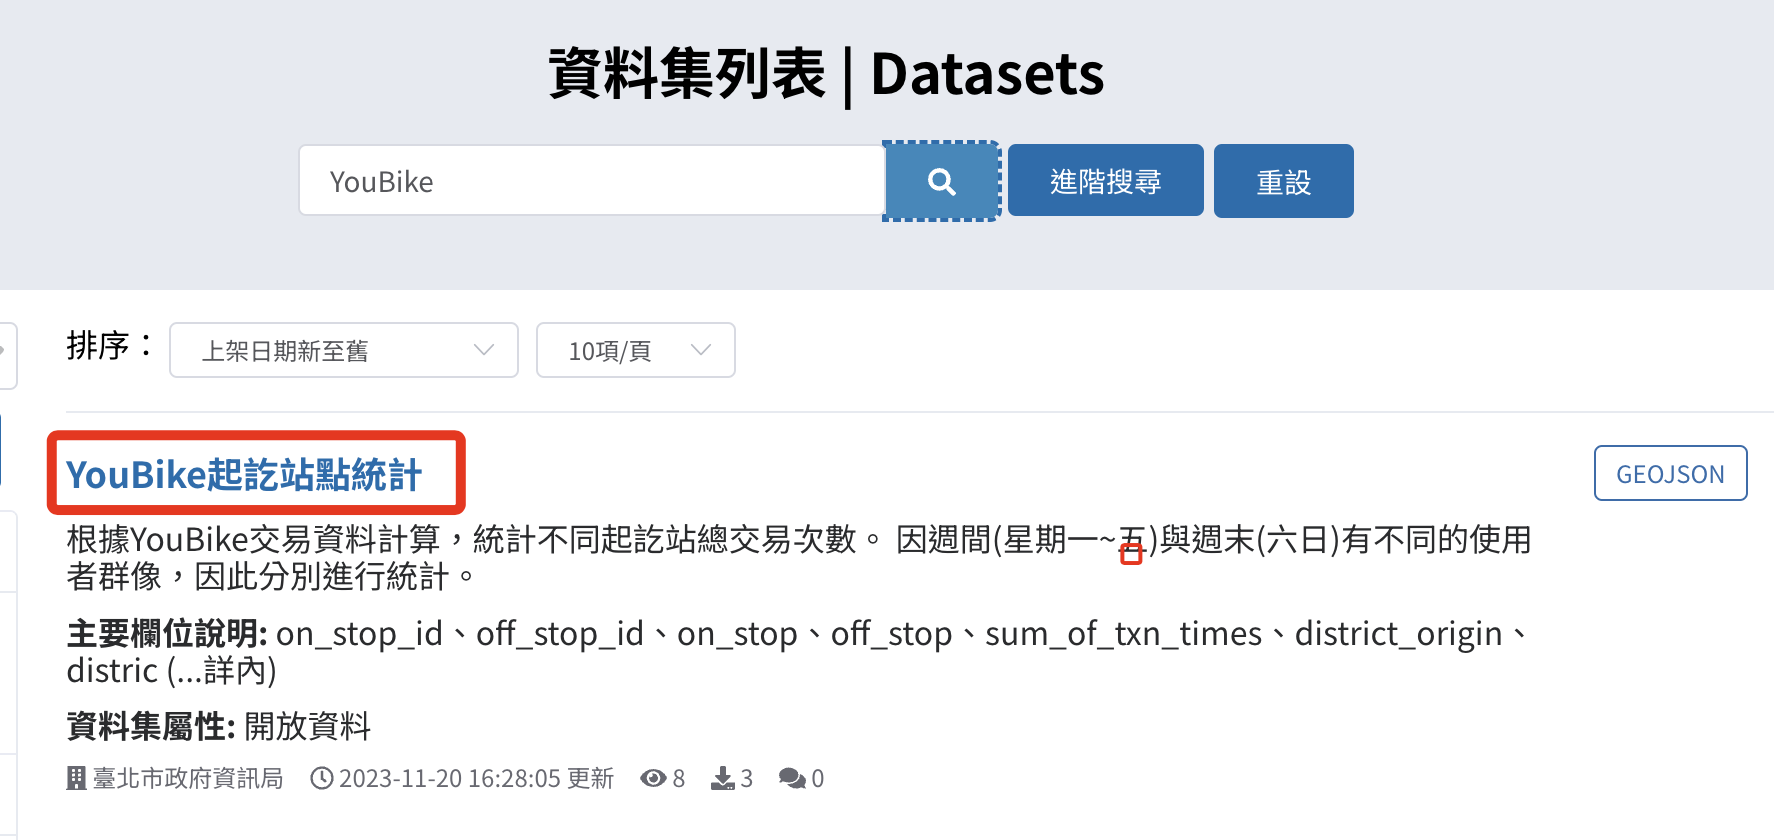 資料集列表 | Datasets
YouBike
進階搜尋
重設
排序：
上架日期新至舊
10項/頁
YouBike起訖站點統計
GEOJSON
根據YouBike交易資料計算，統計不同起訖站總交易次數。 因週間(星期一~五)與週末(六日)有不同的使用
者群像，因此分別進行統計。
主要欄位說明: on_stop_id、off_stop_id、on_stop、off_stop、sum_of_txn_times、district_origin、
distric (...詳內)
資料集屬性: 開放資料
臺北市政府資訊局 2023-11-20 16:28:05 更新 8 3 0